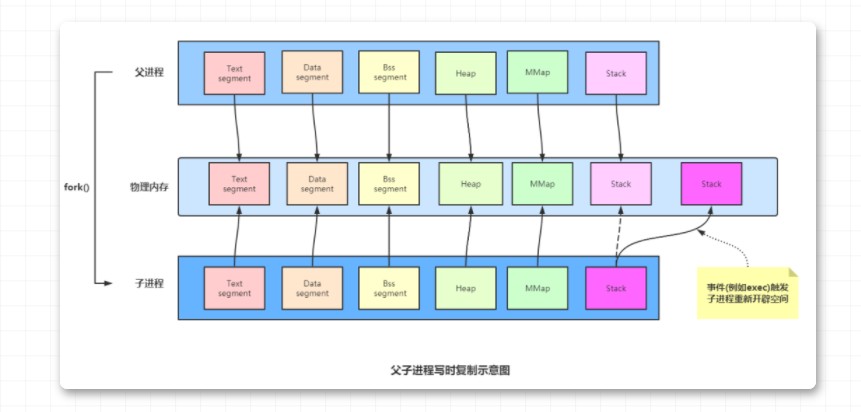 父进程
Text
segment
Data
segment
Bss
segment
Heap
MMap
Stack
fork()
物理内存
Text
segment
Data
segment
Bss
segment
Heap
MMap
Stack
Stack
子进程
Text
segment
Data
segment
Bss
segment
Heap
MMap
Stack
事件(例如exec)触发
子进程重新开辟空间
父子进程写时复制示意图